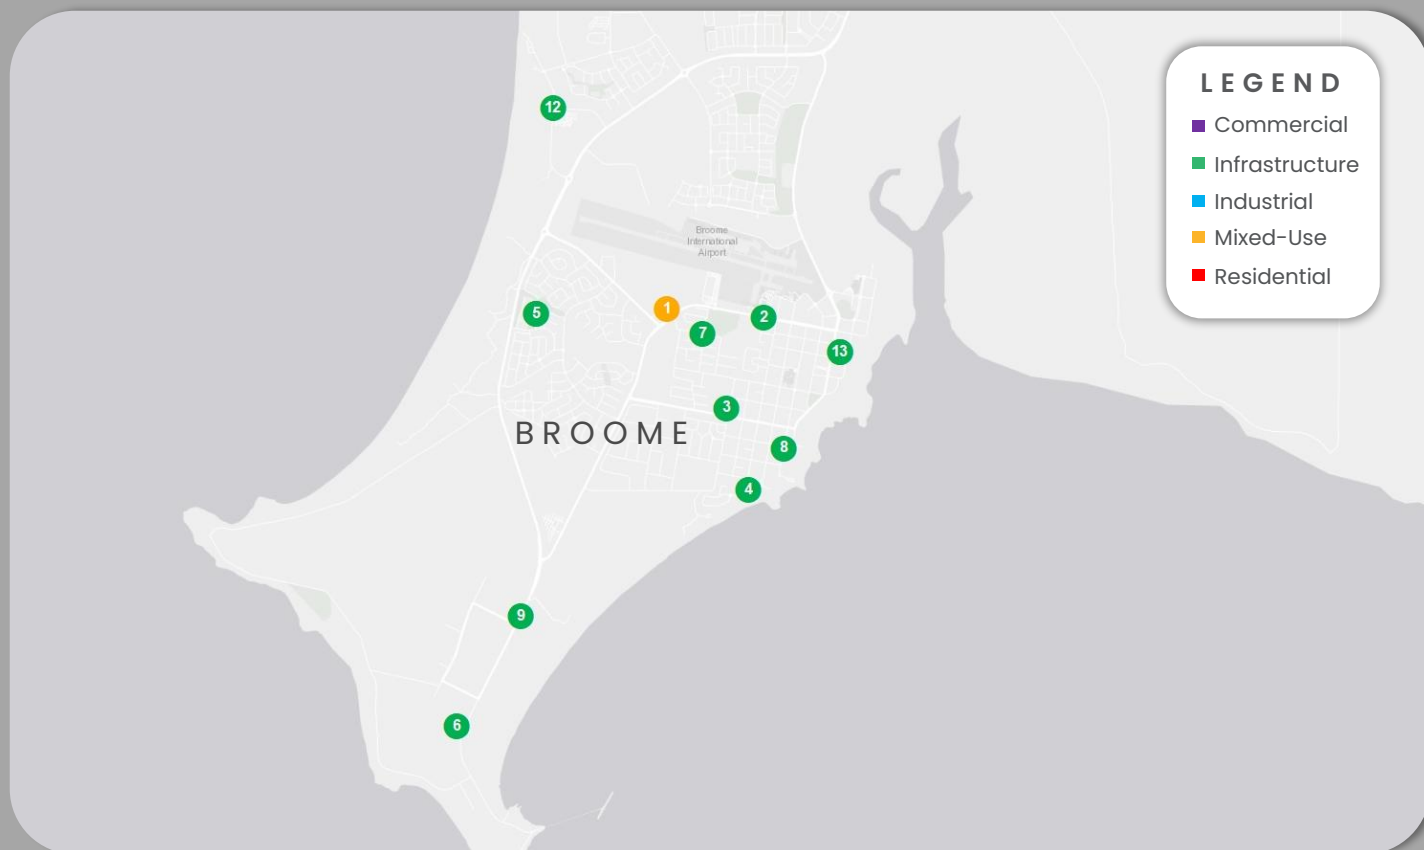 LEGEND
Commercial
Infrastructure
Industrial
Mixed-Use
Residential
12
Broome
International
Airport
1
5
2
7
13
3
BROOME
8
4
9
6